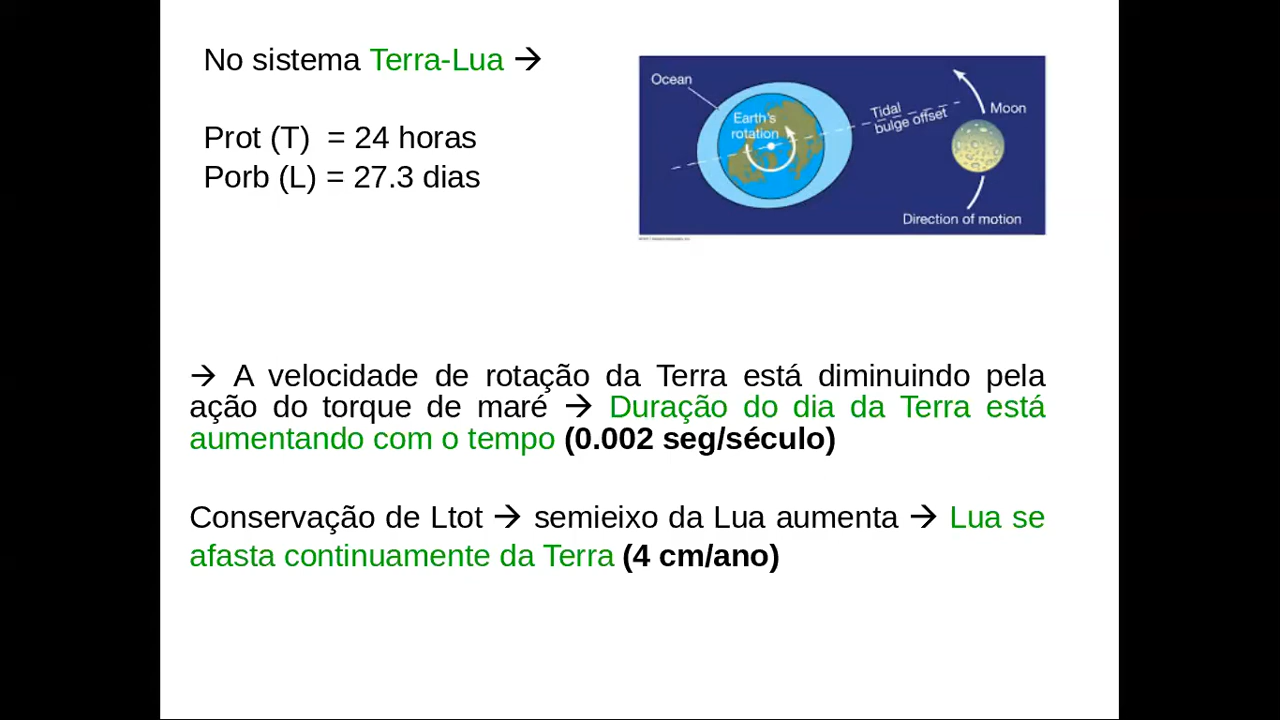 No sistema Terra-Lua →
Ocean
Earth's
rotation
Tidal
bulge offset
Moon
Direction of motion
Prot (T) = 24 horas
Porb (L) = 27.3 dias
→ A velocidade de rotação da Terra está diminuindo pela
ação do torque de maré → Duração do dia da Terra está
aumentando com o tempo (0.002 seg/século)
Conservação de Ltot → semieixo da Lua aumenta → Lua se
afasta continuamente da Terra (4 cm/ano)